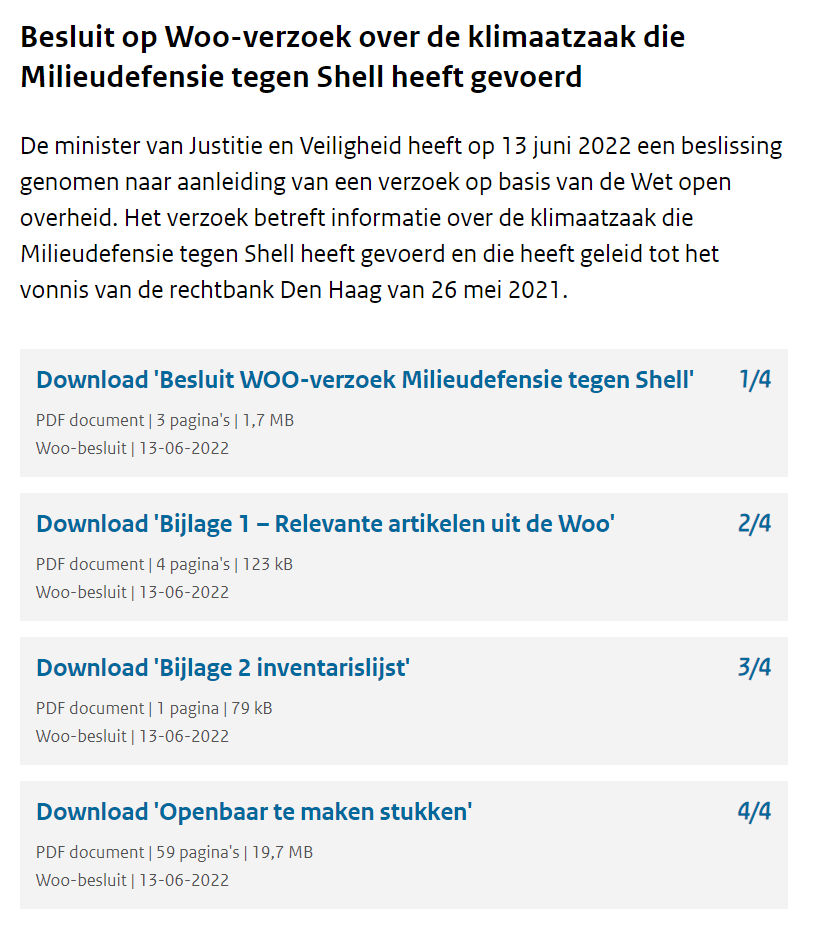 Besluit op Woo-verzoek over de klimaatzaak die
Milieudefensie tegen Shell heeft gevoerd
De minister van Justitie en Veiligheid heeft op 13 juni 2022 een beslissing
genomen naar aanleiding van een verzoek op basis van de Wet open
overheid. Het verzoek betreft informatie over de klimaatzaak die
Milieudefensie tegen Shell heeft gevoerd en die heeft geleid tot het
vonnis van de rechtbank Den Haag van 26 mei 2021.
Download 'Besluit WOO-verzoek Milieudefensie tegen Shell' 1/4
PDF document | 3 pagina's | 1,7 MB
Woo-besluit | 13-06-2022
Download 'Bijlage 1 – Relevante artikelen uit de Woo' 2/4
PDF document | 4 pagina's | 123 kB
Woo-besluit | 13-06-2022
Download 'Bijlage 2 inventarislijst' 3/4
PDF document | 1 pagina | 79 kB
Woo-besluit | 13-06-2022
Download 'Openbaar te maken stukken' 4/4
PDF document | 59 pagina's | 19,7 MB
Woo-besluit | 13-06-2022